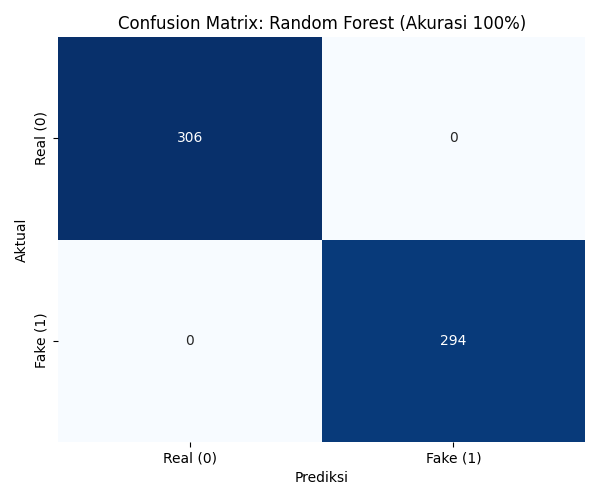 Confusion Matrix: Random Forest (Akurasi 100%)
Real (0)
306
0
Aktual
Fake (1)
0
294
Real (0)
Fake (1)
Prediksi